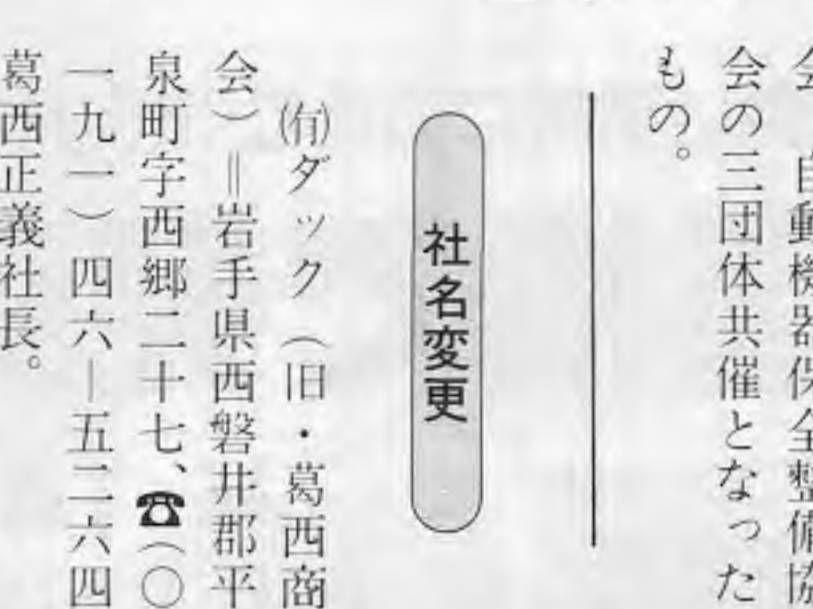 会　自動機器保全整備協
会の三団体共催となった
もの。
社名変更
㈲ダック（旧・葛西商
会）＝岩手県西磐井郡平
泉町字西郷二十七、☎（〇
一九一）四六―五二六四
葛西正義社長。